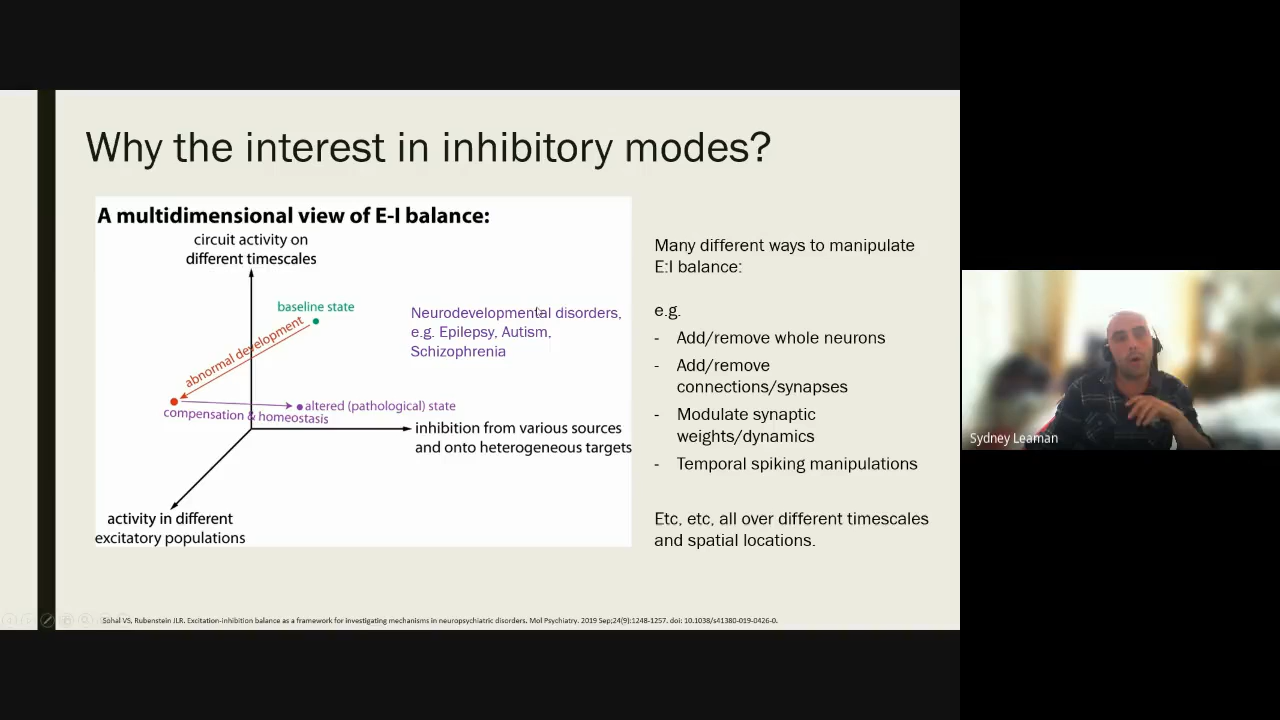 Why the interest in inhibitory modes?
A multidimensional view of E-I balance:
circuit activity on
different timescales
baseline state
abnormal development
compensation & homeostasis
altered (pathological) state
inhibition from various sources
and onto heterogeneous targets
activity in different
excitatory populations
Neurodevelopmental disorders,
e.g. Epilepsy, Autism,
Schizophrenia
Many different ways to manipulate
E:I balance:
e.g.
- Add/remove whole neurons
- Add/remove
connections/synapses
- Modulate synaptic
weights/dynamics
- Temporal spiking manipulations
Etc, etc, all over different timescales
and spatial locations.
Sohal VS, Rubenstein JLR. Excitation-inhibition balance as a framework for investigating mechanisms in neuropsychiatric disorders. Mol Psychiatry. 2019 Sep;24(9):1248-1257. doi: 10.1038/s41380-019-0426-0.
Sydney Leaman